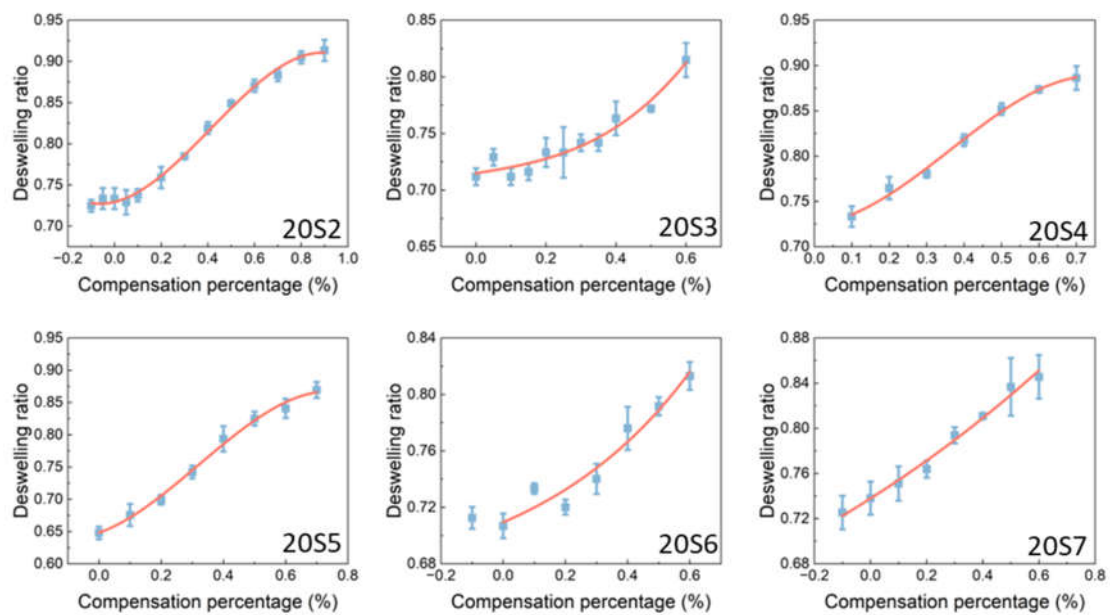 0.95
0.90
0.85
0.80
0.75
0.70
Deswelling ratio
20S2
−0.2 0.0 0.2 0.4 0.6 0.8 1.0
Compensation percentage (%)
0.85
0.80
0.75
0.70
0.65
Deswelling ratio
20S3
0.0 0.2 0.4 0.6
Compensation percentage (%)
0.95
0.90
0.85
0.80
0.75
0.70
Deswelling ratio
20S4
0.0 0.1 0.2 0.3 0.4 0.5 0.6 0.7
Compensation percentage (%)
0.95
0.90
0.85
0.80
0.75
0.70
0.65
0.60
Deswelling ratio
20S5
0.0 0.2 0.4 0.6 0.8
Compensation percentage (%)
0.84
0.80
0.76
0.72
0.68
Deswelling ratio
20S6
−0.2 0.0 0.2 0.4 0.6
Compensation percentage (%)
0.88
0.84
0.80
0.76
0.72
0.68
Deswelling ratio
20S7
−0.2 0.0 0.2 0.4 0.6 0.8
Compensation percentage (%)